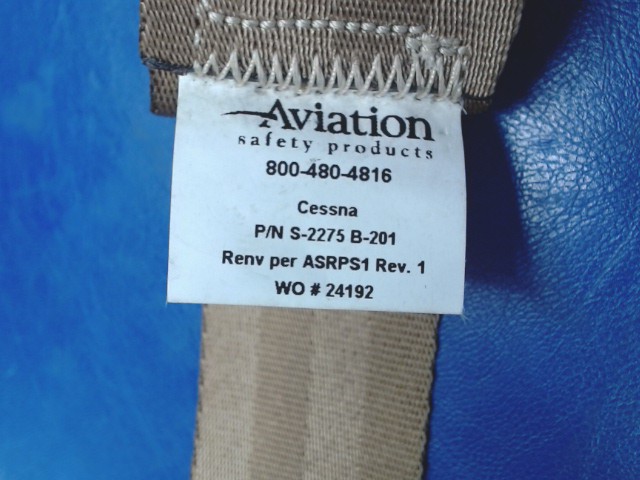 Aviation
safety products
800-480-4816
Cessna
P/N S-2275 B-201
Renv per ASRPS1 Rev. 1
WO # 24192